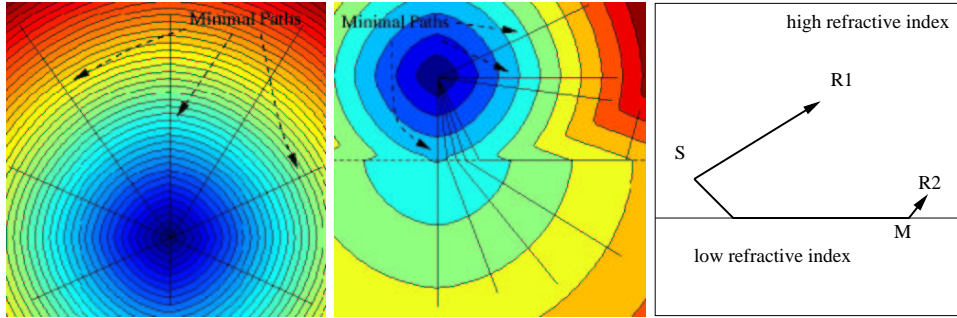 Minimal Paths
Minimal Paths
high refractive index
R1
S
R2
M
low refractive index